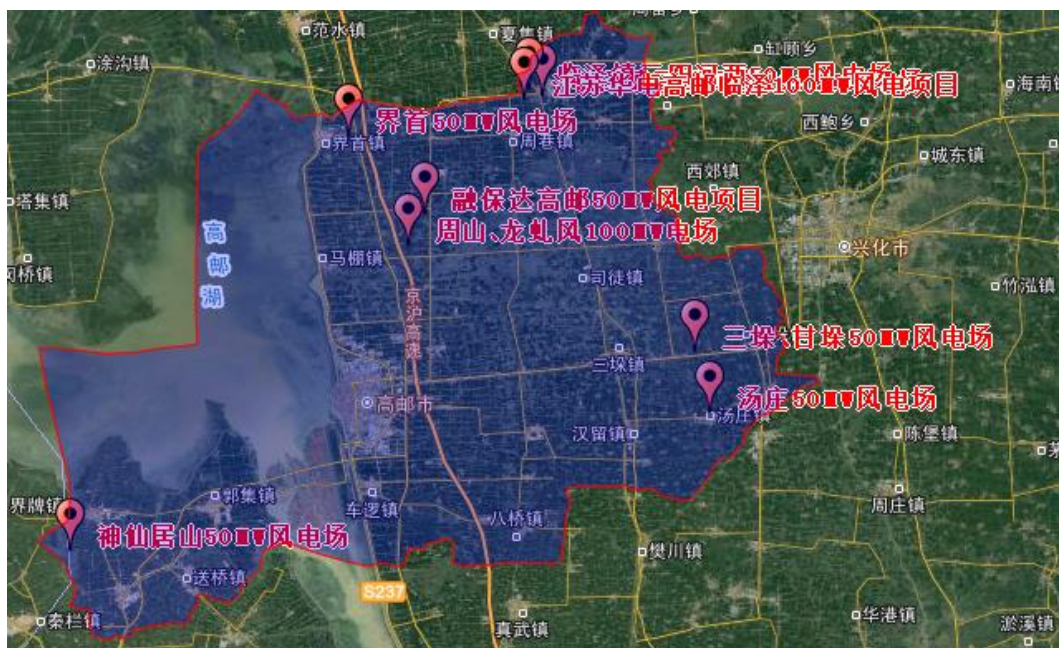 范水镇
夏集镇
缸顾乡
涂沟镇
江苏华电高邮临泽100MW风电项目
界首50MW风电场
西鲍乡
界首镇
周巷镇
城东镇
西郊镇
塔集镇
融保达高邮50MW风电项目
周山、龙虬风100MW电场
高邮湖
兴化市
马棚镇
司徒镇
闵桥镇
竹泓镇
京沪高速
三垛、甘垛50MW风电场
三垛镇
汤庄50MW风电场
高邮市
汤庄镇
汉留镇
陈堡镇
界牌镇
郭集镇
车逻镇
周庄镇
八桥镇
神仙居山50MW风电场
樊川镇
送桥镇
S237
秦栏镇
真武镇
华港镇
淤溪镇